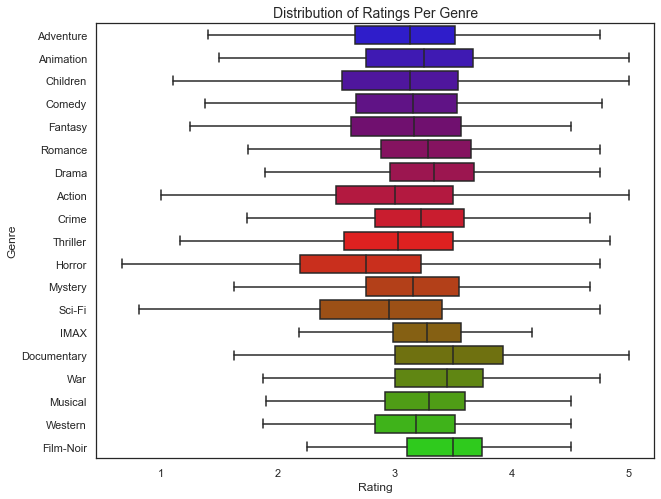 Distribution of Ratings Per Genre
Adventure
Animation
Children
Comedy
Fantasy
Romance
Drama
Action
Crime
Thriller
Horror
Mystery
Sci-Fi
IMAX
Documentary
War
Musical
Western
Film-Noir
Genre
1 2 3 4 5
Rating